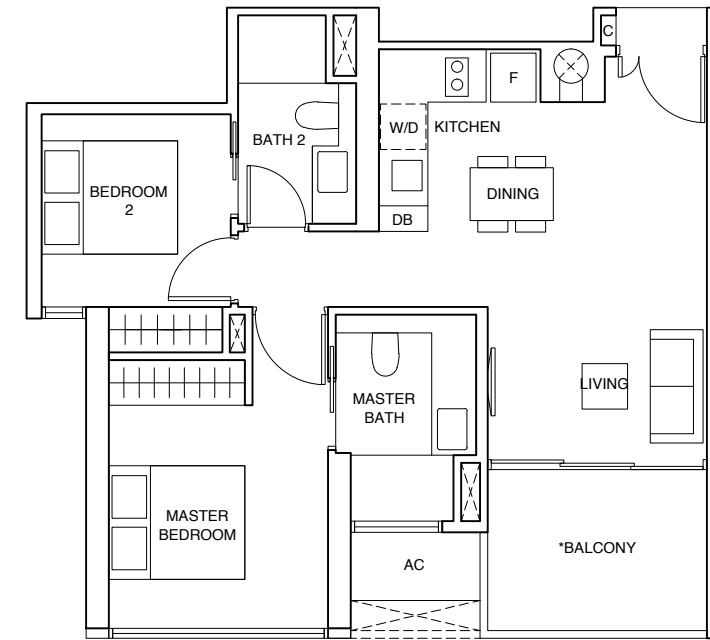 C
F
W/D
KITCHEN
BATH 2
BEDROOM
2
DINING
DB
LIVING
MASTER
BATH
MASTER
BEDROOM
*BALCONY
AC